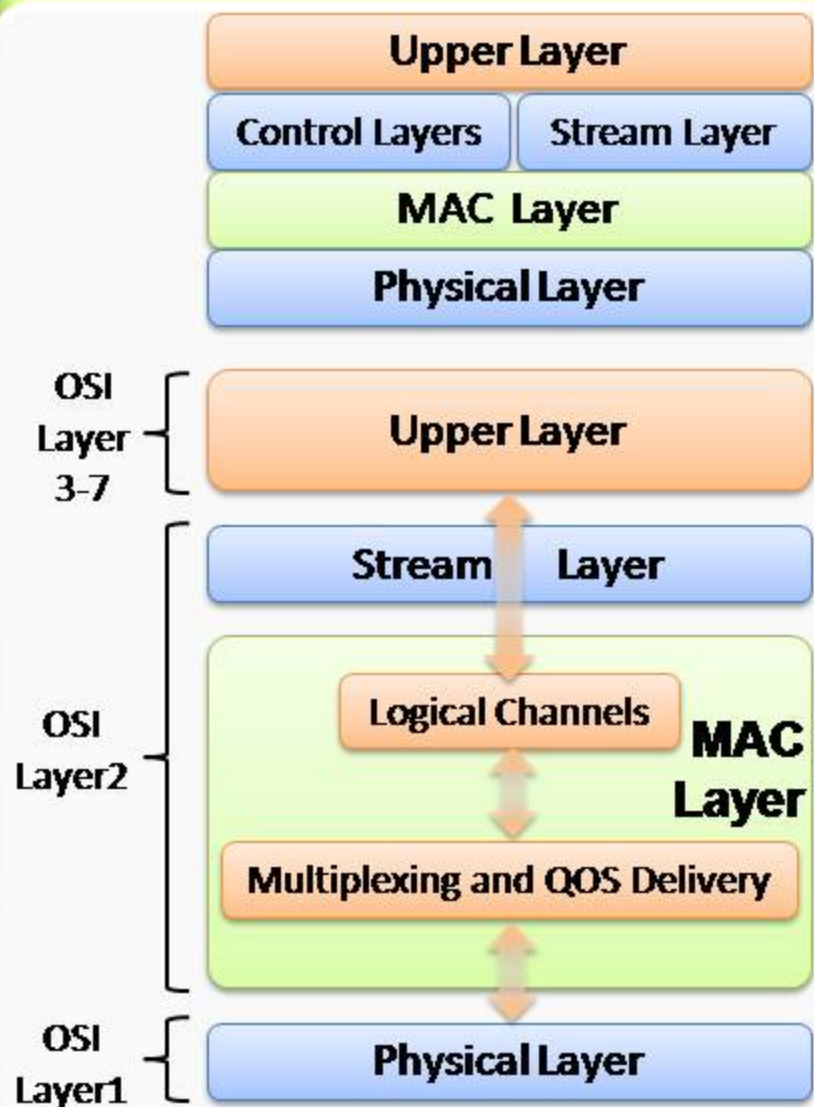 Upper Layer
Control Layers
Stream Layer
MAC Layer
Physical Layer
OSI
Layer
3-7
Upper Layer
Stream Layer
OSI
Layer2
Logical Channels
MAC
Layer
Multiplexing and QOS Delivery
OSI
Layer1
Physical Layer